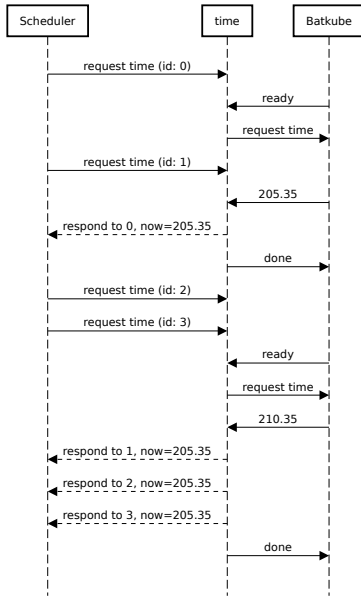 Scheduler
time
Batkube
request time (id: 0)
ready
request time
request time (id: 1)
205.35
respond to 0, now=205.35
done
request time (id: 2)
request time (id: 3)
ready
request time
210.35
respond to 1, now=205.35
respond to 2, now=205.35
respond to 3, now=205.35
done